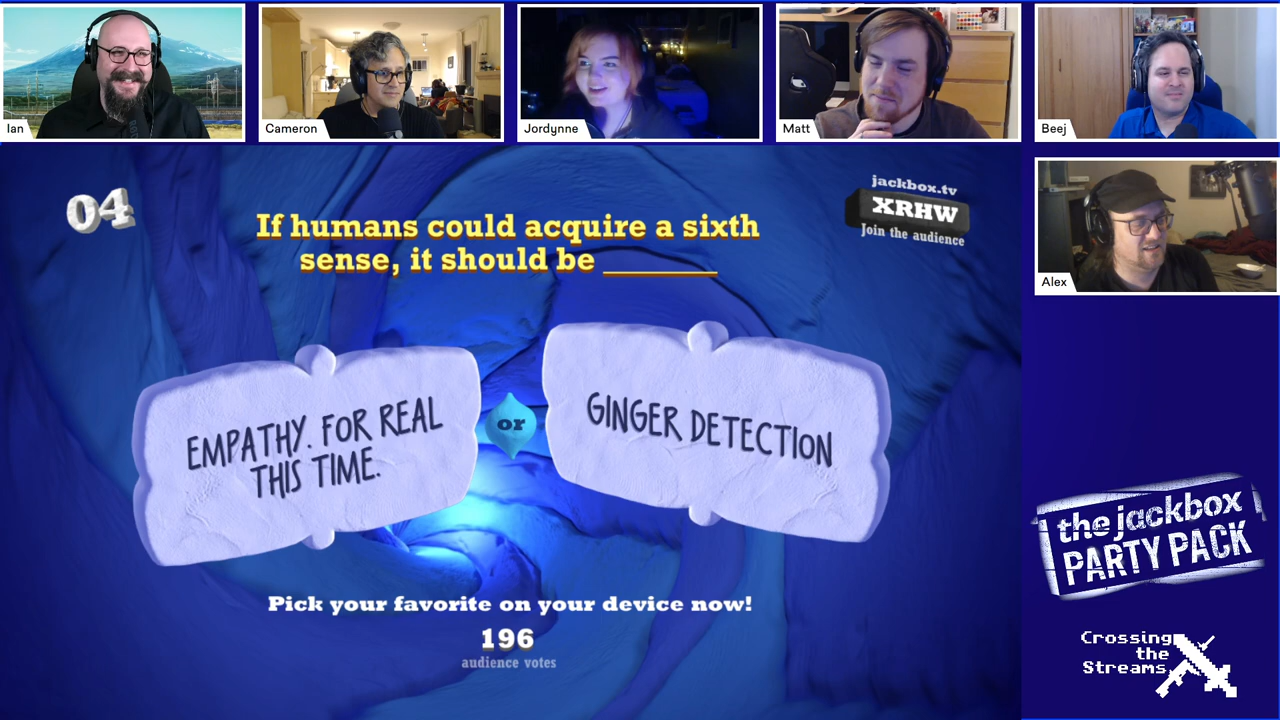 Ian
Cameron
Jordynne
Matt
Beej
Alex
04
jackbox.tv
XRHW
Join the audience
If humans could acquire a sixth
sense, it should be ________
EMPATHY. FOR REAL
THIS TIME.
or
GINGER DETECTION
Pick your favorite on your device now!
196
audience votes
the jackbox
PARTY PACK
Crossing
the
Streams